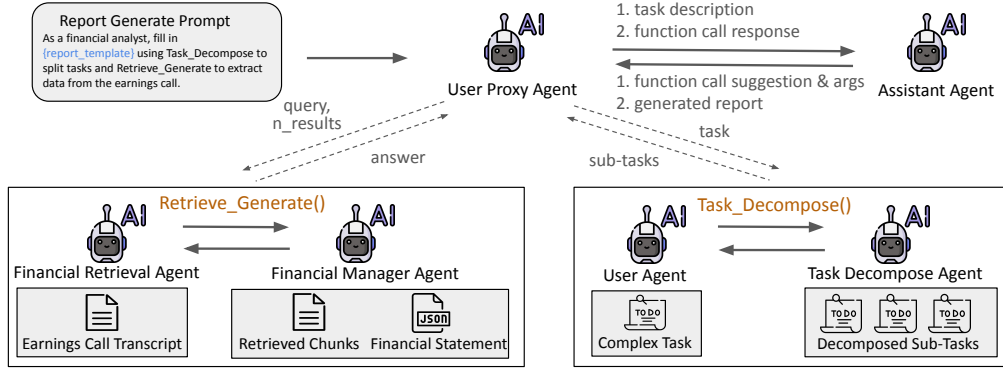 Report Generate Prompt
As a financial analyst, fill in
{report_template} using Task_Decompose to
split tasks and Retrieve_Generate to extract
data from the earnings call.
AI
User Proxy Agent
1. task description
2. function call response
1. function call suggestion & args
2. generated report
AI
Assistant Agent
query,
n_results
answer
task
sub-tasks
Retrieve_Generate()
AI
Financial Retrieval Agent
AI
Financial Manager Agent
Earnings Call Transcript
Retrieved Chunks
JSON
Financial Statement
Task_Decompose()
AI
User Agent
AI
Task Decompose Agent
TO DO
Complex Task
TO DO
TO DO
TO DO
Decomposed Sub-Tasks